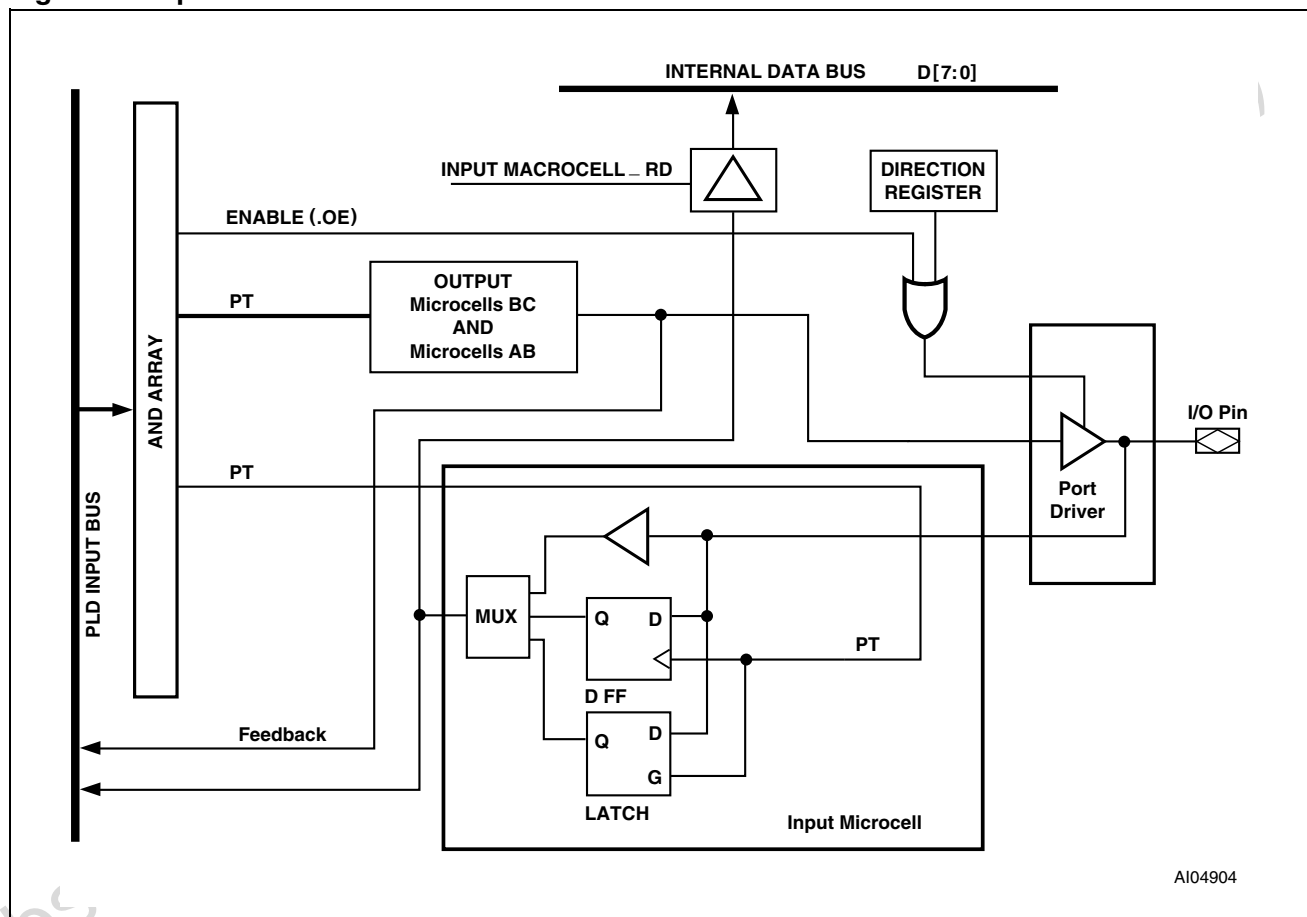 INTERNAL DATA BUS D[7:0]
INPUT MACROCELL _ RD
DIRECTION
REGISTER
ENABLE (.OE)
PT
OUTPUT
Microcells BC
AND
Microcells AB
AND ARRAY
PLD INPUT BUS
I/O Pin
Port
Driver
PT
MUX
Q D
PT
D FF
Q D
G
LATCH
Feedback
Input Microcell
AI04904